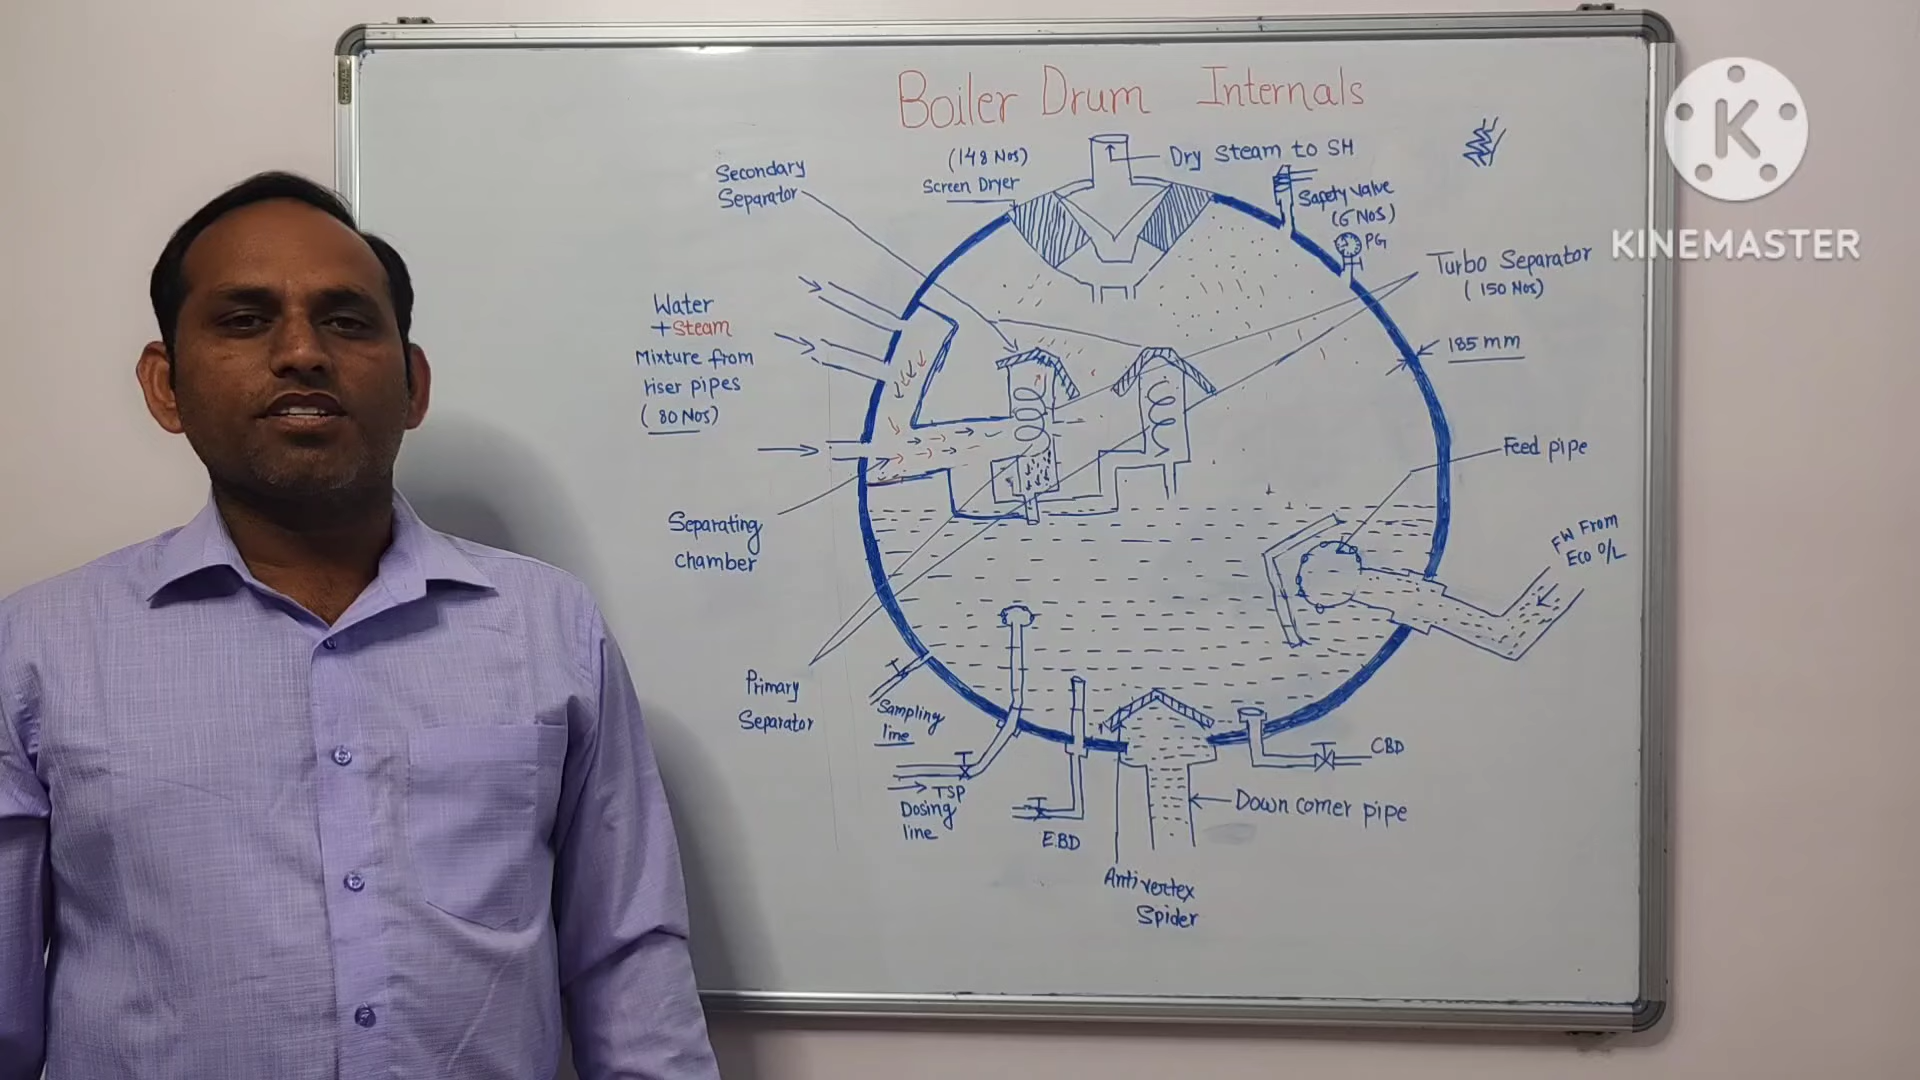 Boiler Drum Internals
(148 Nos)
Screen Dryer
Dry Steam to SH
Secondary
Separator
Safety valve
(6 Nos)
PG
Turbo Separator
(150 Nos)
Water
+ Steam
Mixture from
riser pipes
(80 Nos)
185 mm
Feed pipe
Separating
chamber
FW From
Eco O/L
Primary
Separator
Sampling
line
TSP
Dosing
line
E.BD
CBD
Down comer pipe
Anti vertex
Spider
K
KINEMASTER